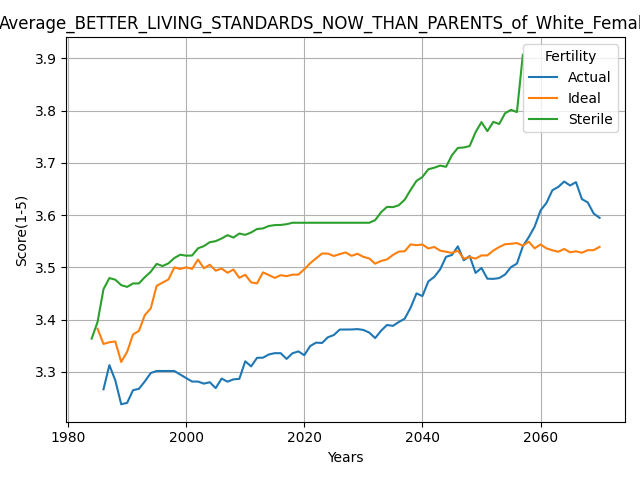 Average_BETTER_LIVING_STANDARDS_NOW_THAN_PARENTS_of_White_Femal
3.9
3.8
3.7
3.6
3.5
3.4
3.3
Score(1-5)
Fertility
Actual
Ideal
Sterile
1980 2000 2020 2040 2060
Years